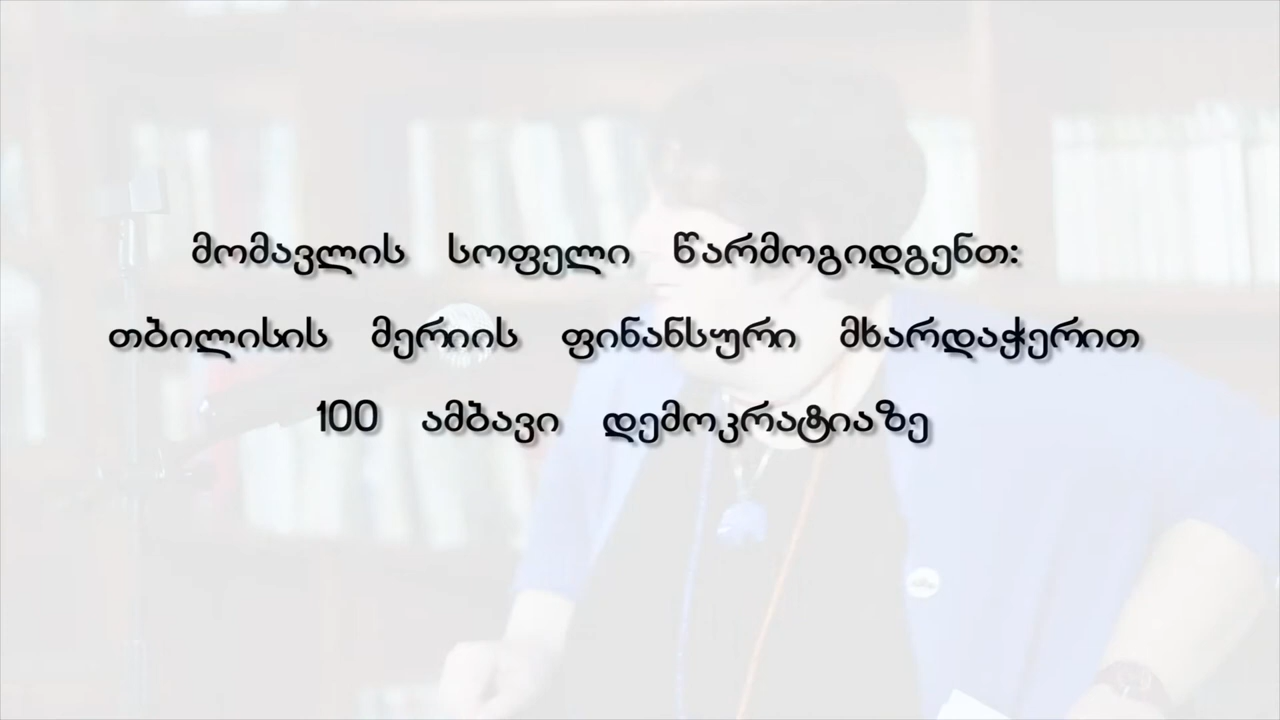 მომავლის სოფელი წარმოგიდგენთ:
თბილისის მერიის ფინანსური მხარდაჭერით
100 ამბავი დემოკრატიაზე